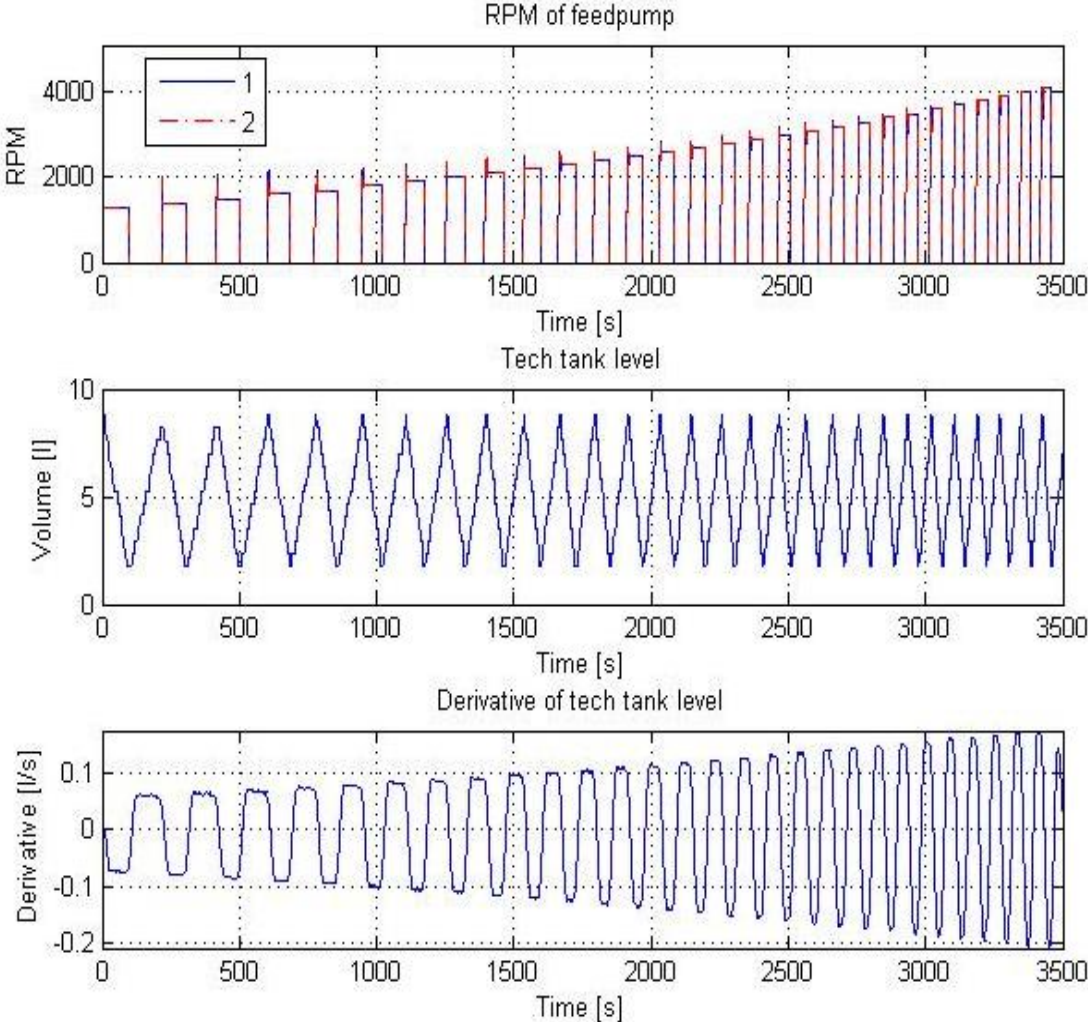 RPM of feedpump
4000
2000
0
RPM
1
2
0 500 1000 1500 2000 2500 3000 3500
Time [s]
Tech tank level
10
5
0
Volume [l]
0 500 1000 1500 2000 2500 3000 3500
Time [s]
Derivative of tech tank level
0.1
0
-0.1
-0.2
Derivative [l/s]
0 500 1000 1500 2000 2500 3000 3500
Time [s]